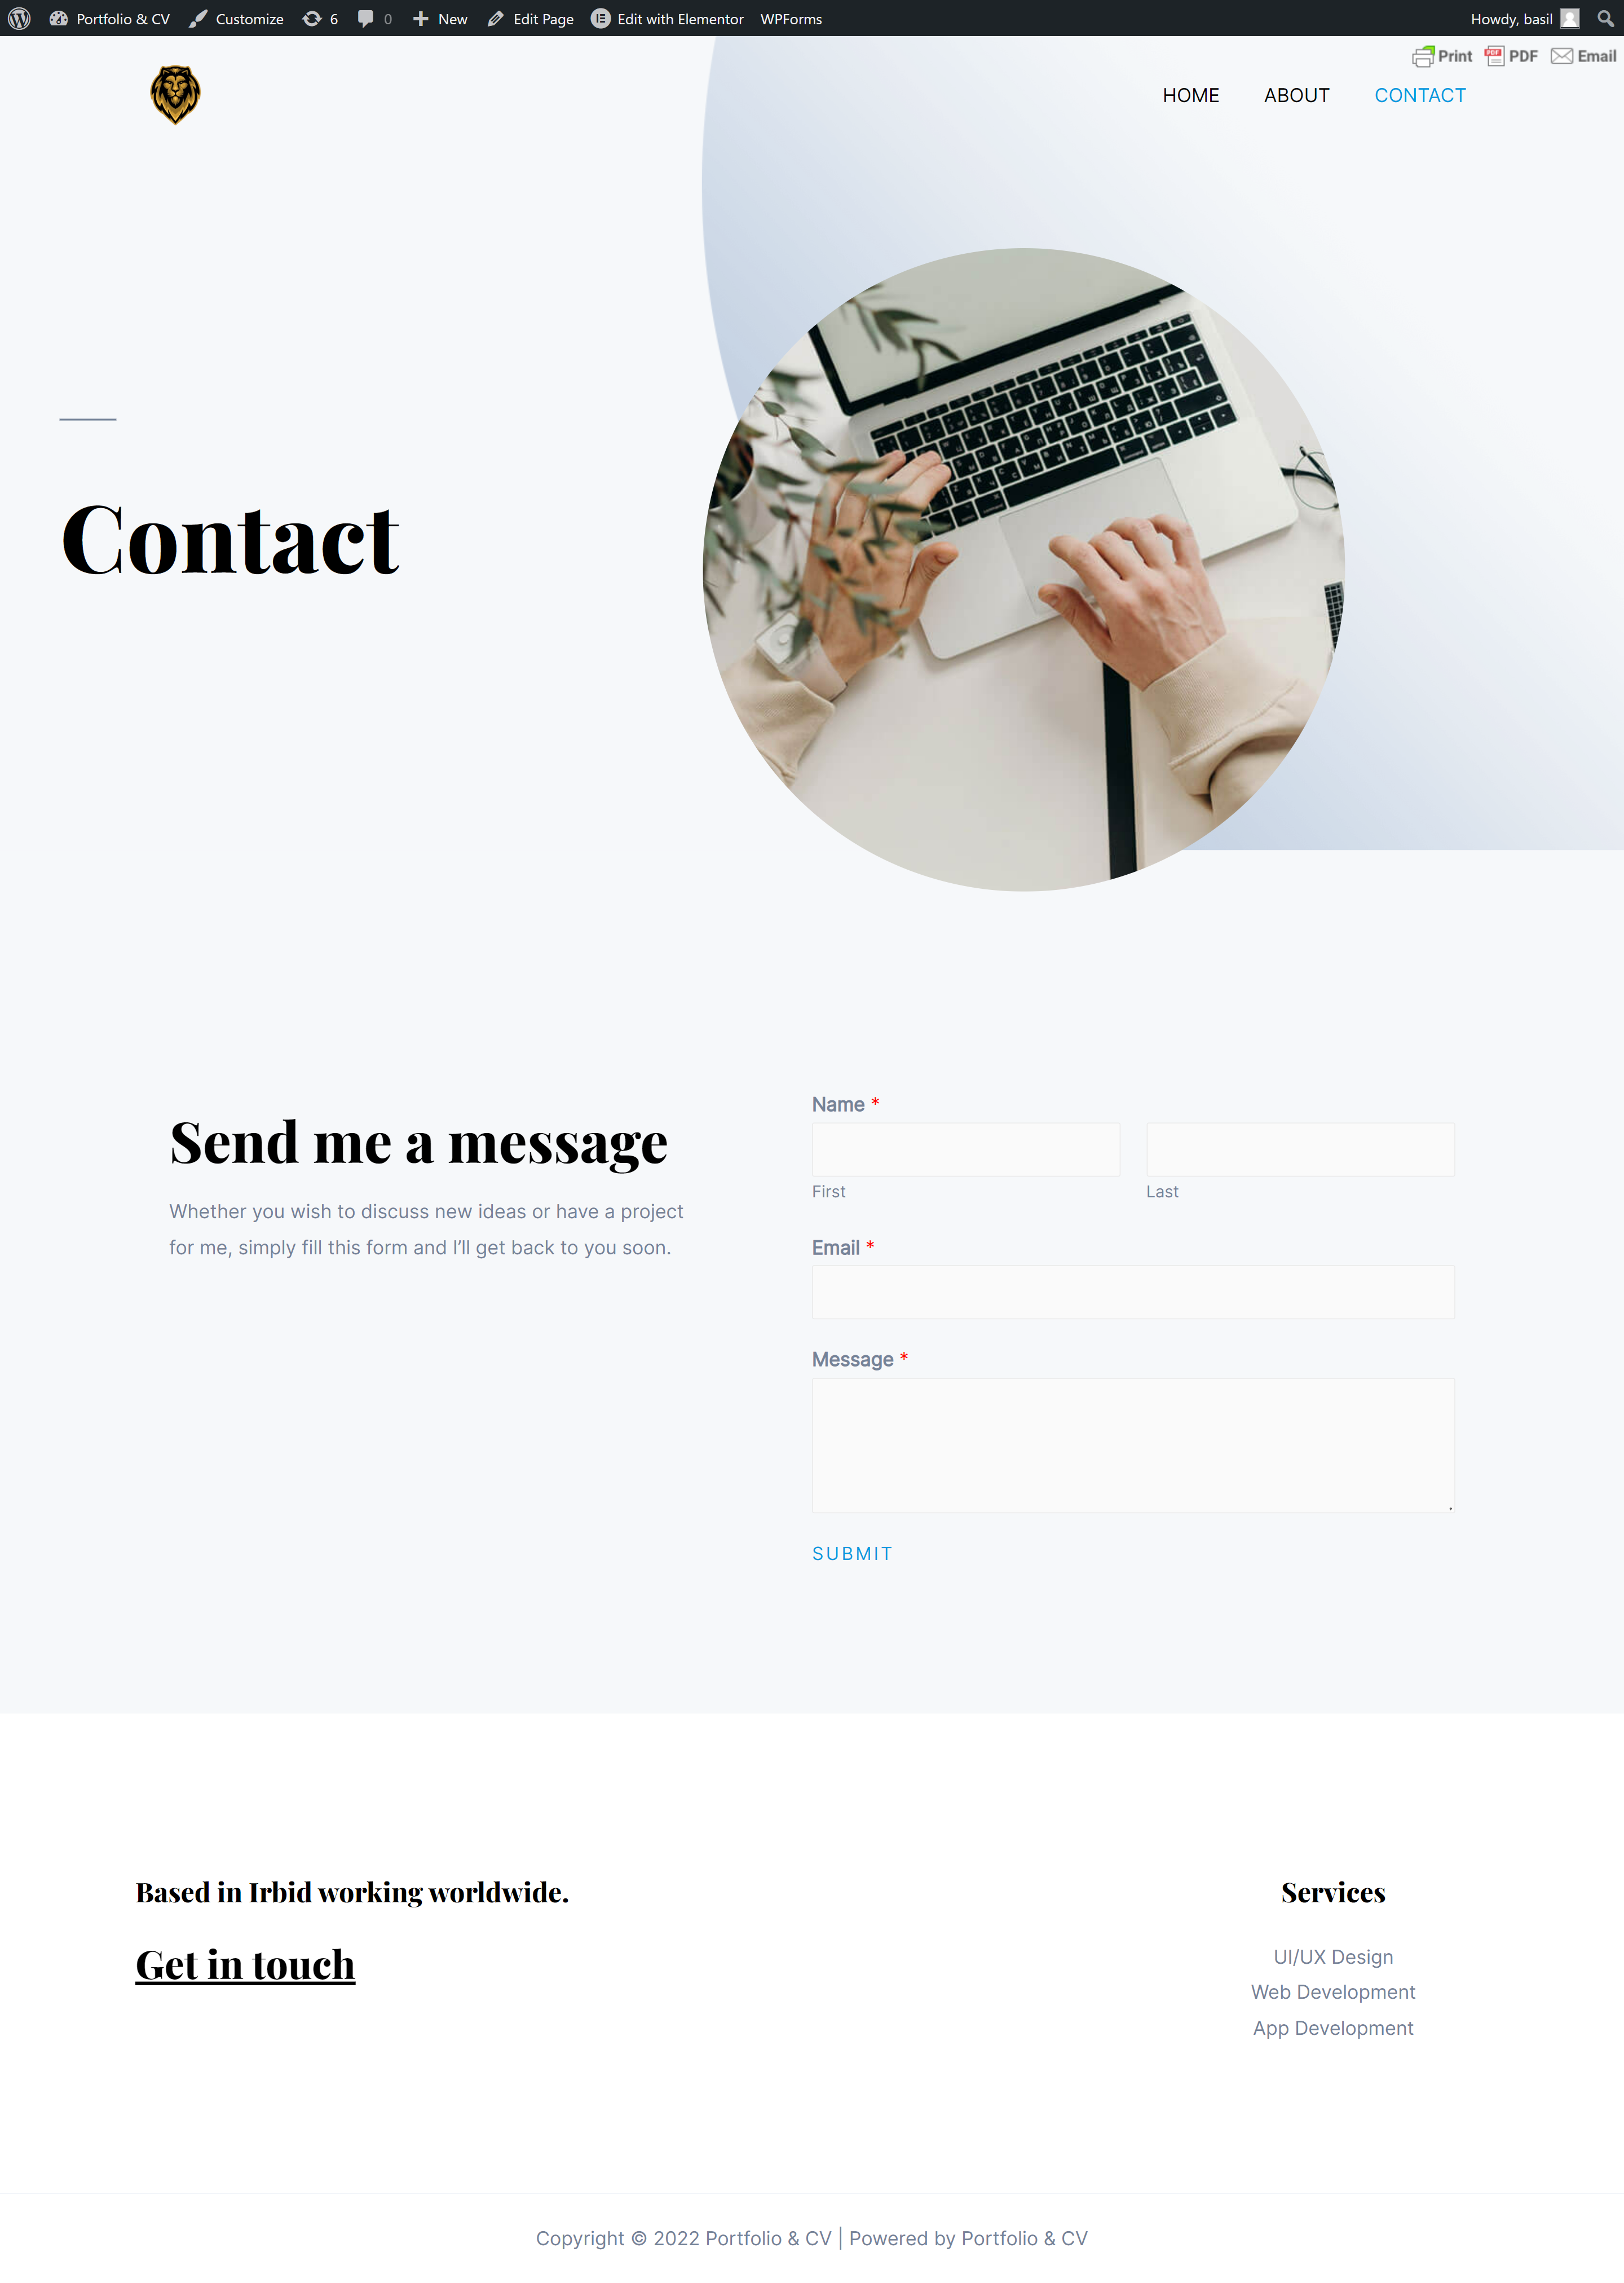 Portfolio & CV Customize 6 0 New Edit Page Edit with Elementor WPForms Howdy, basil
Print PDF Email
HOME ABOUT CONTACT
Contact
Name *
Send me a message
First Last
Whether you wish to discuss new ideas or have a project
for me, simply fill this form and I’ll get back to you soon.
Email *
Message *
SUBMIT
Based in Irbid working worldwide.
Get in touch
Services
UI/UX Design
Web Development
App Development
Copyright © 2022 Portfolio & CV | Powered by Portfolio & CV